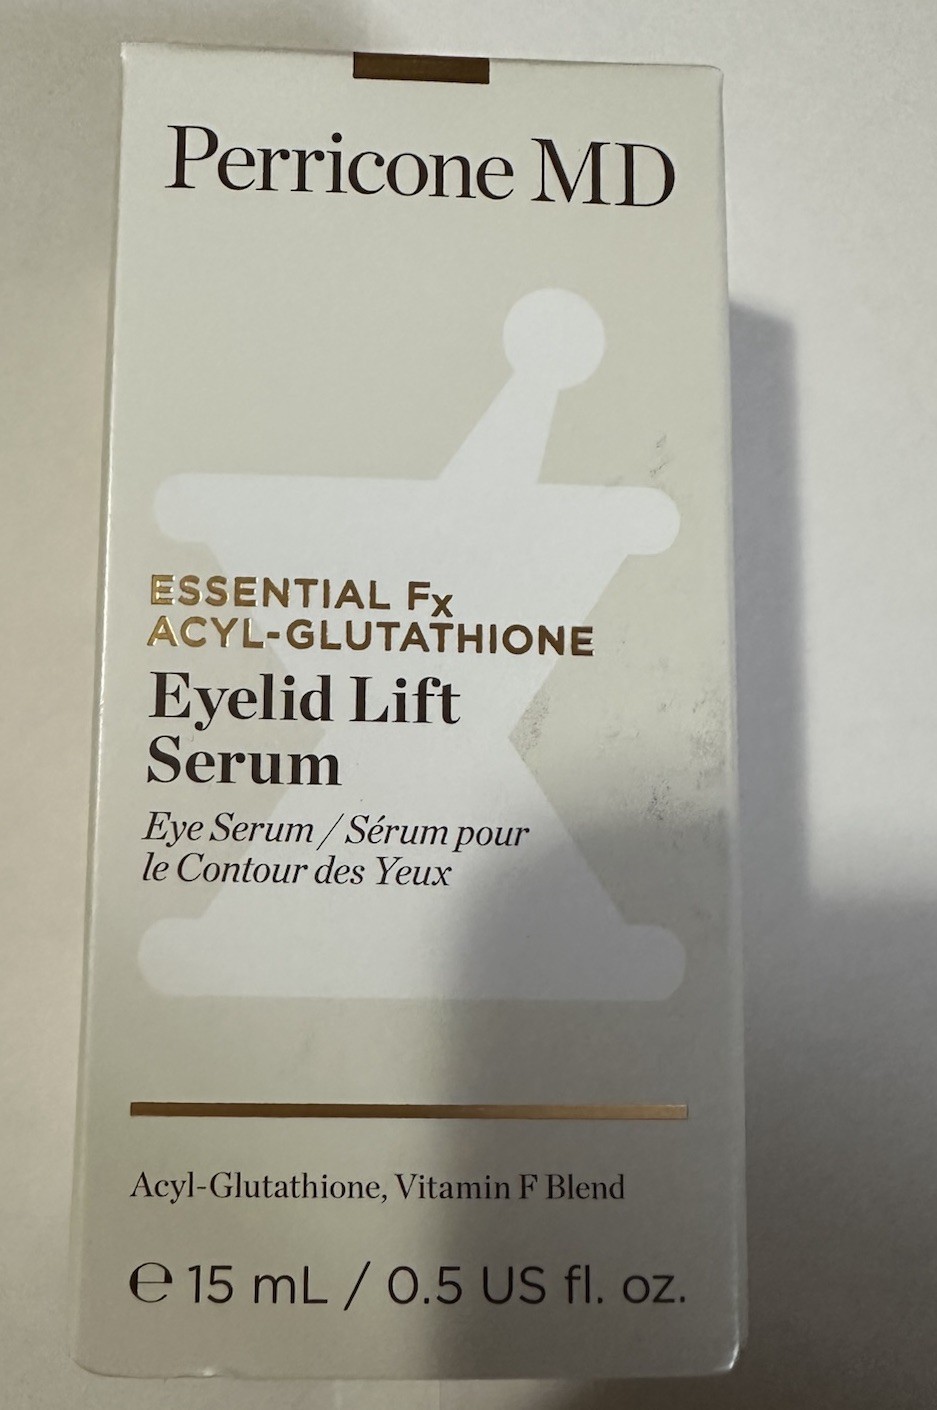 Perricone MD
ESSENTIAL Fx
ACYL-GLUTATHIONE
Eyelid Lift
Serum
Eye Serum / Sérum pour
le Contour des Yeux
Acyl-Glutathione, Vitamin F Blend
℮ 15 mL / 0.5 US fl. oz.